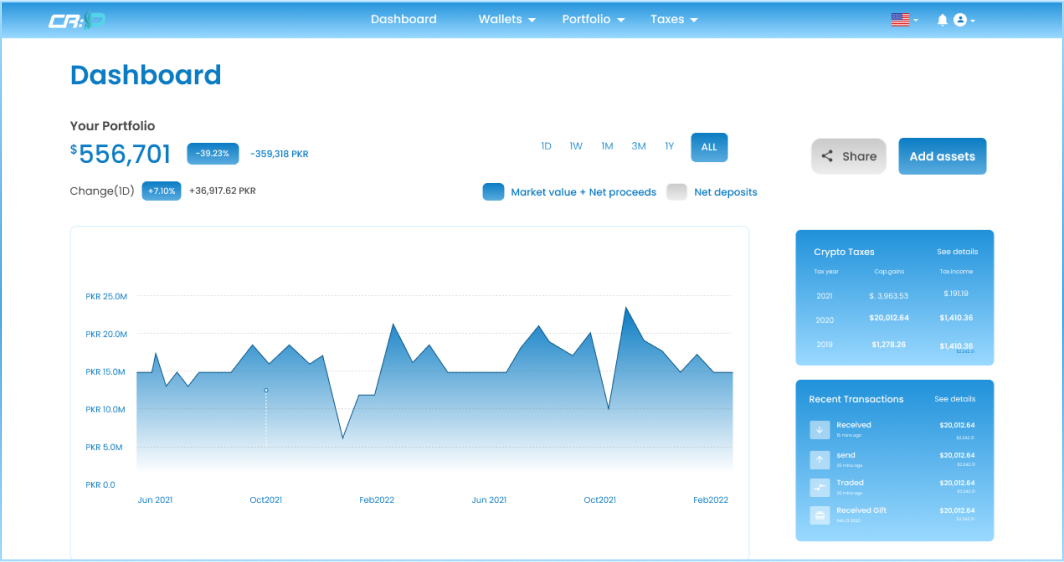 CR:P
Dashboard Wallets Portfolio Taxes
Dashboard
Your Portfolio
$556,701 -39.23% -359,318 PKR
Change(1D) +7.10% +36,917.62 PKR
1D 1W 1M 3M 1Y ALL
Market value + Net proceeds Net deposits
Share Add assets
PKR 25.0M
PKR 20.0M
PKR 15.0M
PKR 10.0M
PKR 5.0M
PKR 0.0
Jun 2021 Oct2021 Feb2022 Jun 2021 Oct2021 Feb2022
Crypto Taxes See details
Tax year Cap.gains Tax.Income
2021 $. 3,963.53 $.191.19
2020 $20,012.64 $1,410.36
2019 $1,278.26 $1,410.36
Recent Transactions See details
Received $20,012.64
send $20,012.64
Traded $20,012.64
Received Gift $20,012.64